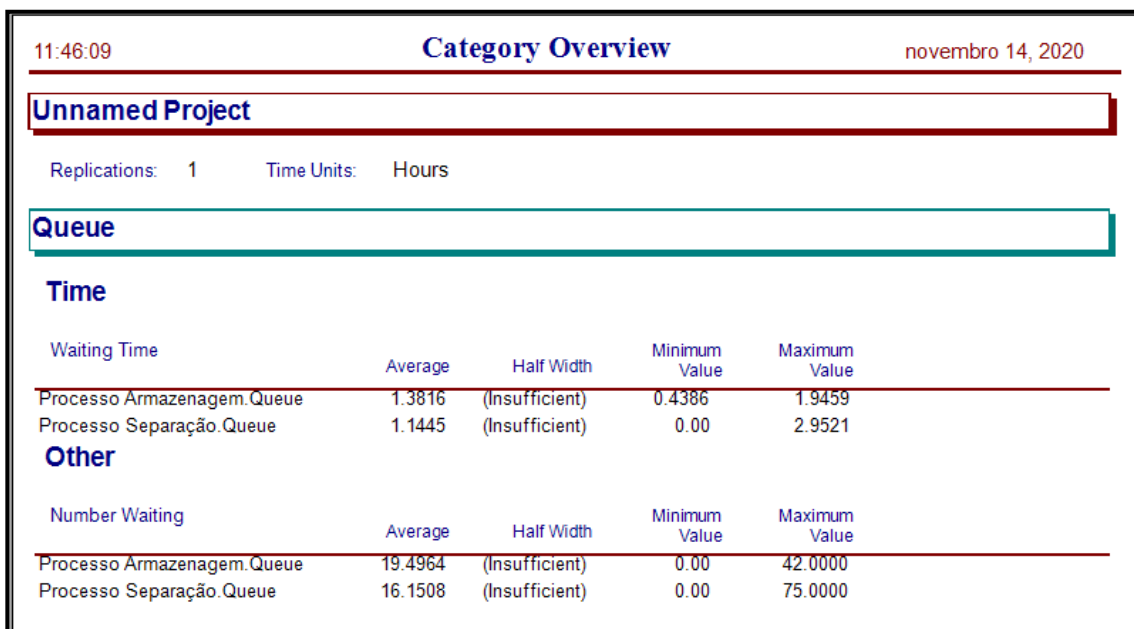 11:46:09 Category Overview novembro 14, 2020
Unnamed Project
Replications: 1 Time Units: Hours
Queue
Time
Waiting Time Average Half Width Minimum Value Maximum Value
Processo Armazenagem.Queue 1.3816 (Insufficient) 0.4386 1.9459
Processo Separação.Queue 1.1445 (Insufficient) 0.00 2.9521
Other
Number Waiting Average Half Width Minimum Value Maximum Value
Processo Armazenagem.Queue 19.4964 (Insufficient) 0.00 42.0000
Processo Separação.Queue 16.1508 (Insufficient) 0.00 75.0000